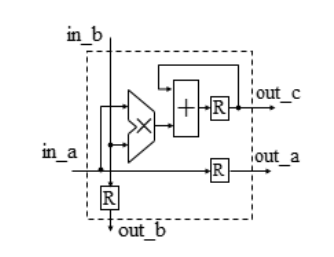 in_b
out_c
× + R
in_a
R
out_a
R
out_b